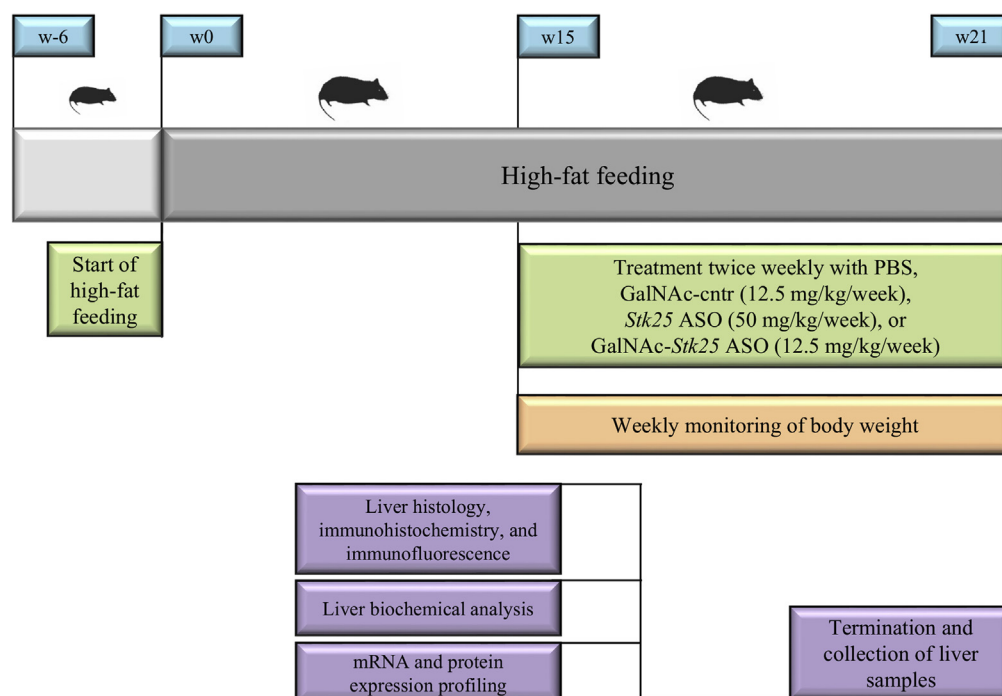 w-6
w0
w15
w21
High-fat feeding
Start of
high-fat
feeding
Treatment twice weekly with PBS,
GalNAc-cntr (12.5 mg/kg/week),
Stk25 ASO (50 mg/kg/week), or
GalNAc-Stk25 ASO (12.5 mg/kg/week)
Weekly monitoring of body weight
Liver histology,
immunohistochemistry, and
immunofluorescence
Liver biochemical analysis
mRNA and protein
expression profiling
Termination and
collection of liver
samples